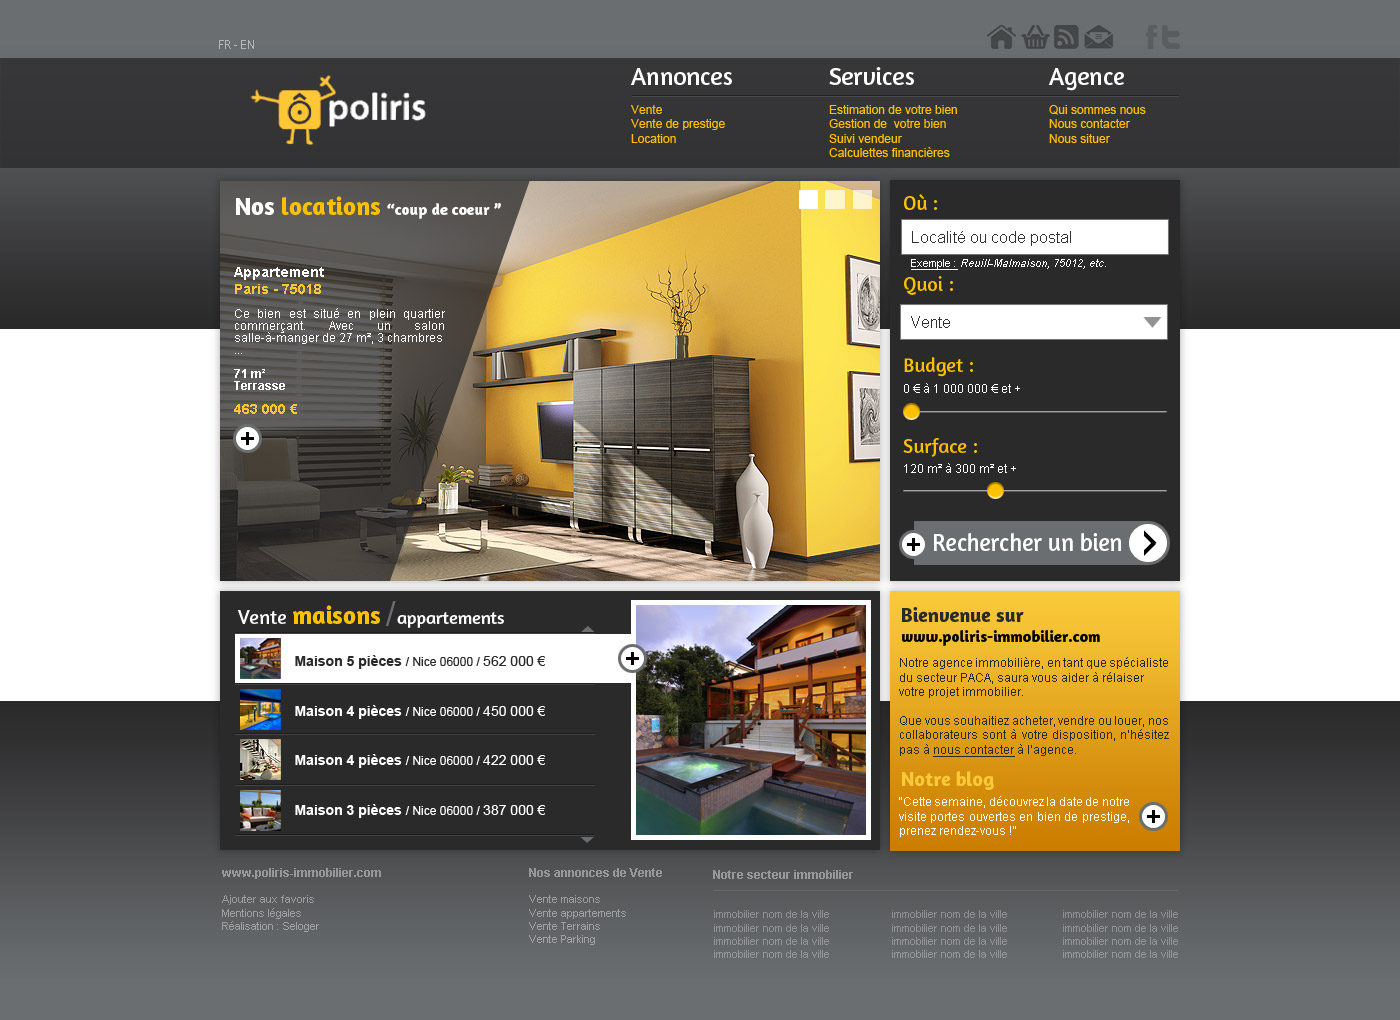 FR - EN
poliris
Annonces
Vente
Vente de prestige
Location
Services
Estimation de votre bien
Gestion de votre bien
Suivi vendeur
Calculettes financières
Agence
Qui sommes nous
Nous contacter
Nous situer
Nos locations “coup de coeur ”
Appartement
Paris - 75018
Ce bien est situé en plein quartier
commerçant. Avec un salon
salle-à-manger de 27 m², 3 chambres
...
71 m²
Terrasse
463 000 €
Où :
Localité ou code postal
Exemple : Reuill-Malmaison, 75012, etc.
Quoi :
Vente
Budget :
0 € à 1 000 000 € et +
Surface :
120 m² à 300 m² et +
Rechercher un bien
Vente maisons / appartements
Maison 5 pièces / Nice 06000 / 562 000 €
Maison 4 pièces / Nice 06000 / 450 000 €
Maison 4 pièces / Nice 06000 / 422 000 €
Maison 3 pièces / Nice 06000 / 387 000 €
Bienvenue sur
www.poliris-immobilier.com
Notre agence immobilière, en tant que spécialiste
du secteur PACA, saura vous aider à rélaiser
votre projet immobilier.
Que vous souhaitiez acheter, vendre ou louer, nos
collaborateurs sont à votre disposition, n'hésitez
pas à nous contacter à l'agence.
Notre blog
"Cette semaine, découvrez la date de notre
visite portes ouvertes en bien de prestige,
prenez rendez-vous !"
www.poliris-immobilier.com
Ajouter aux favoris
Mentions légales
Réalisation : Seloger
Nos annonces de Vente
Vente maisons
Vente appartements
Vente Terrains
Vente Parking
Notre secteur immobilier
immobilier nom de la ville
immobilier nom de la ville
immobilier nom de la ville
immobilier nom de la ville
immobilier nom de la ville
immobilier nom de la ville
immobilier nom de la ville
immobilier nom de la ville
immobilier nom de la ville
immobilier nom de la ville
immobilier nom de la ville
immobilier nom de la ville